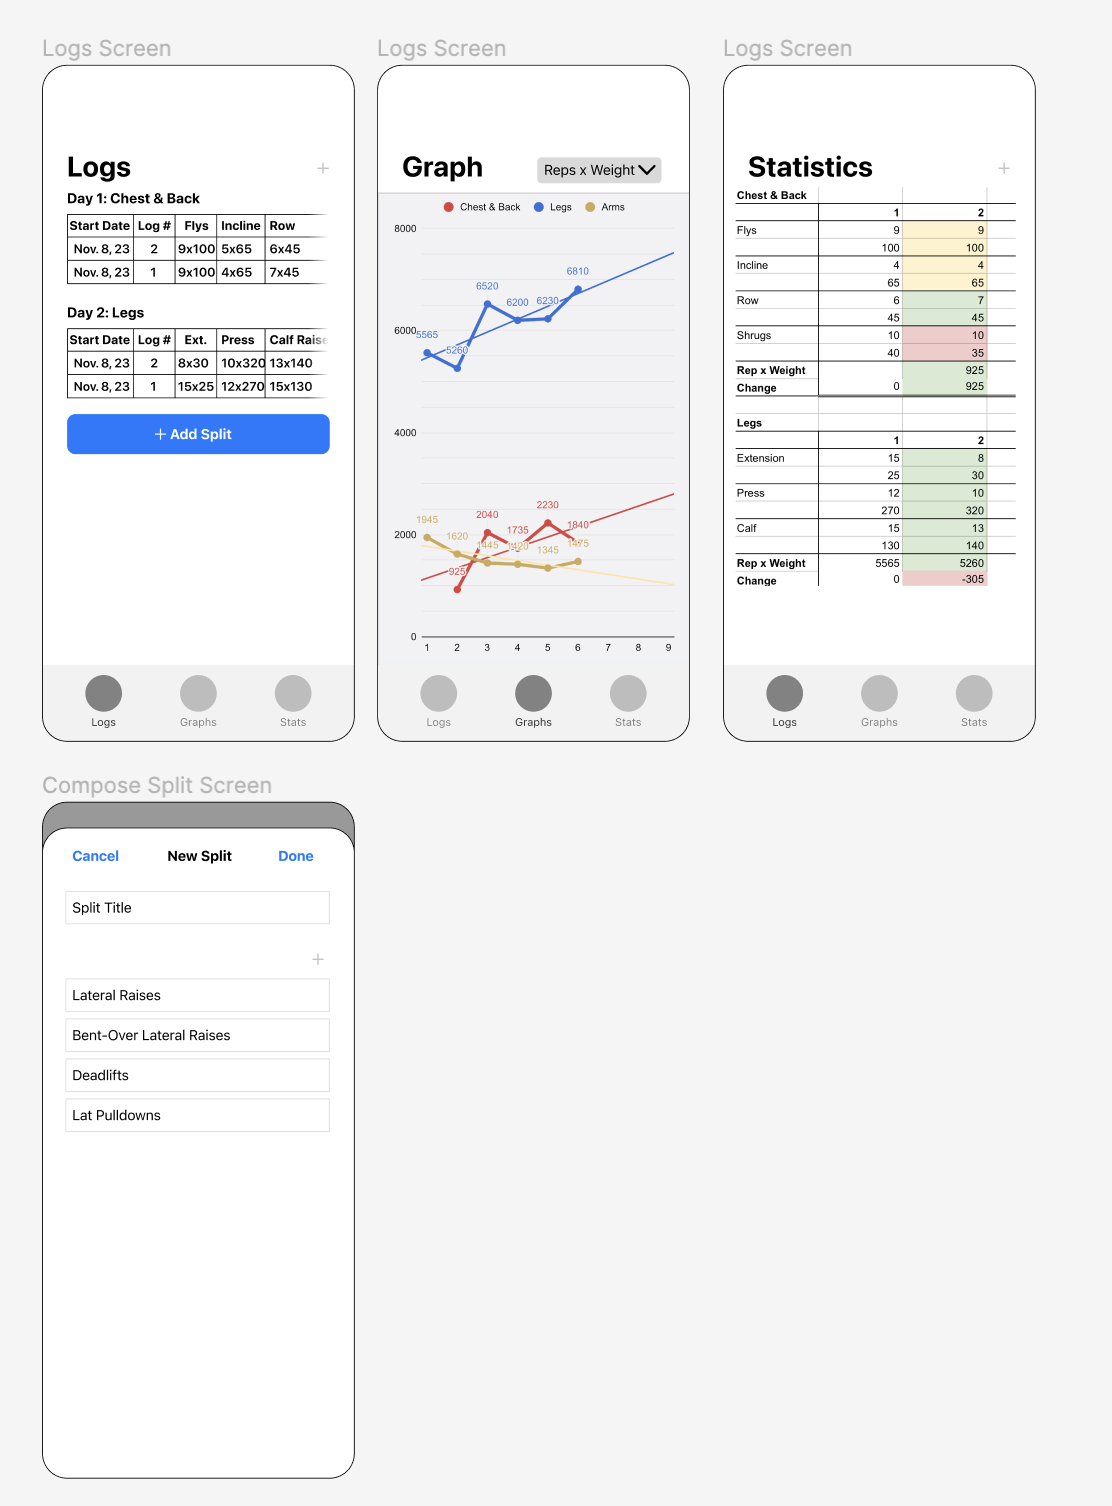 Logs Screen
Logs
+
Day 1: Chest & Back
Start Date Log # Flys Incline Row
Nov. 8, 23 2 9x100 5x65 6x45
Nov. 8, 23 1 9x100 4x65 7x45
Day 2: Legs
Start Date Log # Ext. Press Calf Raise
Nov. 8, 23 2 8x30 10x320 13x140
Nov. 8, 23 1 15x25 12x270 15x130
+ Add Split
Logs Graphs Stats
Logs Screen
Graph Reps x Weight
Chest & Back Legs Arms
8000
6810
6520
6200 6230
6000 5565
5260
4000
2230
2040
1945 1840
1735
1620
2000 1445 1420 1345 1475
925
0
1 2 3 4 5 6 7 8 9
Logs Graphs Stats
Logs Screen
Statistics
+
Chest & Back
1 2
Flys 9 9
100 100
Incline 4 4
65 65
Row 6 7
45 45
Shrugs 10 10
40 35
Rep x Weight 925
Change 0 925
Legs
1 2
Extension 15 8
25 30
Press 12 10
270 320
Calf 15 13
130 140
Rep x Weight 5565 5260
Change 0 -305
Logs Graphs Stats
Compose Split Screen
Cancel New Split Done
Split Title
+
Lateral Raises
Bent-Over Lateral Raises
Deadlifts
Lat Pulldowns